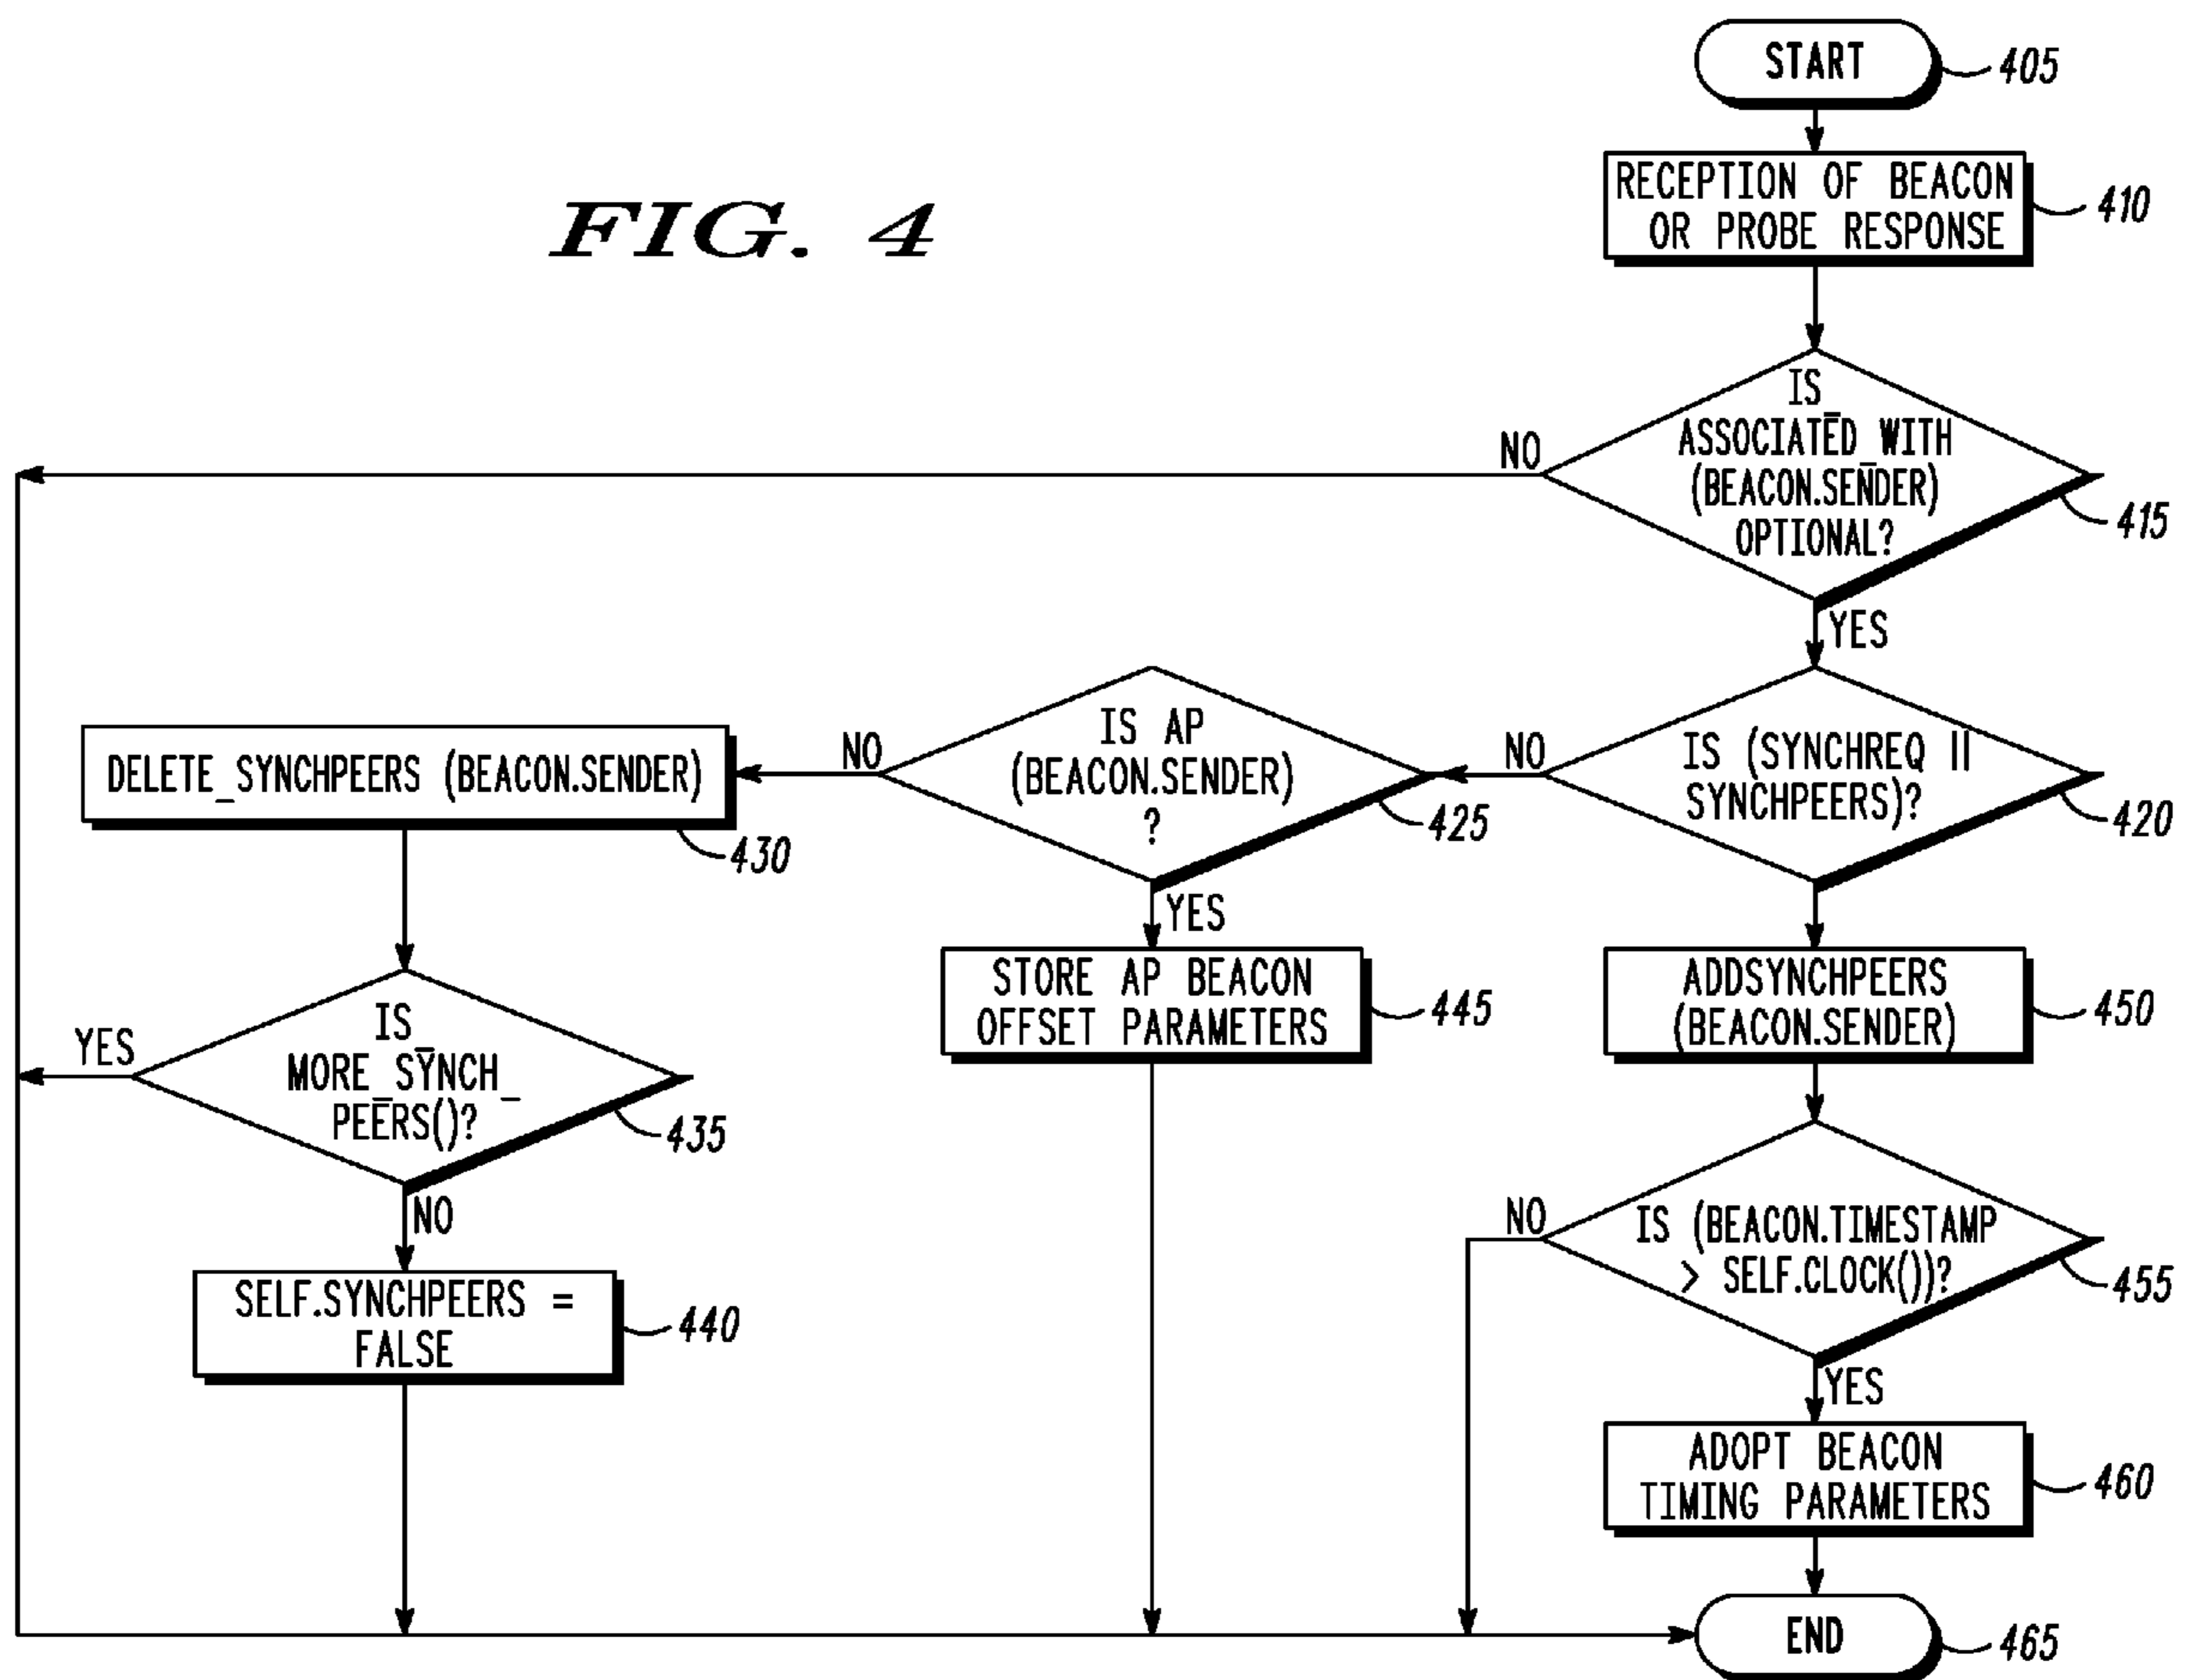 FIG. 4
START
405
RECEPTION OF BEACON
OR PROBE RESPONSE
410
IS_
ASSOCIATED_WITH_
(BEACON.SENDER)
OPTIONAL?
415
NO
YES
IS (SYNCHREQ ||
SYNCHPEERS)?
420
NO
IS AP
(BEACON.SENDER)
?
425
NO
YES
DELETE_SYNCHPEERS (BEACON.SENDER)
430
IS_
MORE_SYNCH_
PEERS()?
435
YES
NO
SELF.SYNCHPEERS =
FALSE
440
STORE AP BEACON
OFFSET PARAMETERS
445
ADDSYNCHPEERS
(BEACON.SENDER)
450
IS (BEACON.TIMESTAMP
> SELF.CLOCK())?
455
NO
YES
ADOPT BEACON
TIMING PARAMETERS
460
END
465